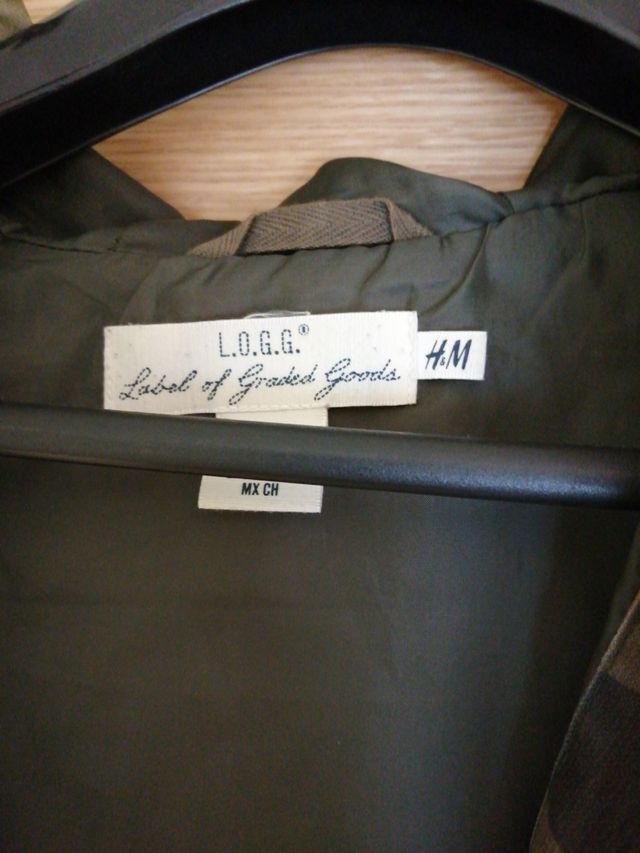 L.O.G.G.®
Label of Graded Goods
H&M
MX CH